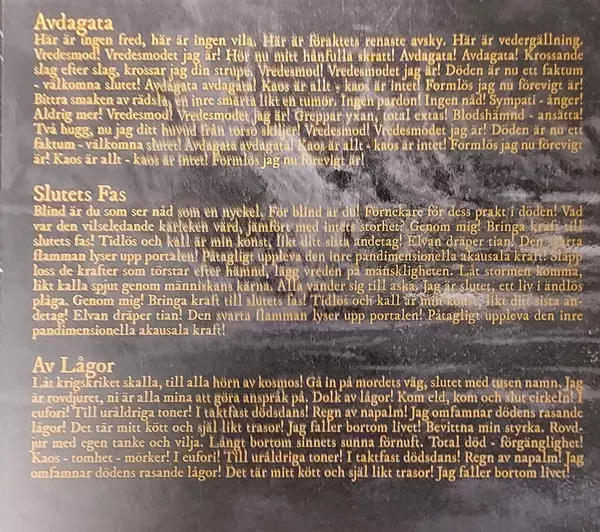 Avdagata
Här är ingen fred, här är ingen vila. Här är föraktets renaste avsky. Här är vedergällning.
Vredesmod! Vredesmodet jag är! Hör nu mitt hånfulla skratt! Avdagata! Avdagata! Krossande
slag efter slag, krossar jag din strupe. Vredesmod! Vredesmodet jag är! Döden är nu ett faktum
- välkomna slutet! Avdagata avdagata! Kaos är allt - kaos är intet! Formlös jag nu förevigt är!
Bittra smaken av rädsla, en inre smärta likt en tumör. Ingen pardon! Ingen nåd! Sympati - ånger!
Aldrig mer! Vredesmod! Vredesmodet jag är! Greppar yxan, total extas! Blodshämnd - ansätta!
Två hugg, nu jag ditt huvud från torso skiljer. Vredesmod! Vredesmodet jag är! Döden är nu ett
faktum - välkomna slutet! Avdagata avdagata! Kaos är allt - kaos är intet! Formlös jag nu förevigt
är! Kaos är allt - kaos är intet! Formlös jag nu förevigt är!
Slutets Fas
Blind är du som ser nåd som en nyckel. För blind är du! Förnekare för dess prakt i döden! Vad
var den vilseledande kärleken värd, jämfört med intets storhet? Genom mig! Bringa kraft till
slutets fas! Tidlös och kall är min konst, likt ditt sista andetag! Elvan dräper tian! Den svarta
flamman lyser upp portalen! Påtagligt uppleva den inre pandimensionella akausala kraft! Släpp
loss de krafter som törstar efter hämnd, lägg vreden på mänskligheten. Låt stormen komma,
likt kalla spjut genom människans kärna. Alla vänder sig till aska. Jag är slutet, ett liv i ändlös
plåga. Genom mig! Bringa kraft till slutets fas! Tidlös och kall är min konst, likt ditt sista an-
detag! Elvan dräper tian! Den svarta flamman lyser upp portalen! Påtagligt uppleva den inre
pandimensionella akausala kraft!
Av Lågor
Låt krigskriket skalla, till alla hörn av kosmos! Gå in på mordets väg, slutet med tusen namn. Jag
är rovdjuret, ni är alla mina att göra anspråk på. Dolk av lågor! Kom eld, kom och slut cirkeln! I
eufori! Till uråldriga toner! I taktfast dödsdans! Regn av napalm! Jag omfamnar dödens rasande
lågor! Det tär mitt kött och själ likt trasor! Jag faller bortom livet! Bevittna min styrka. Rovd-
jur med egen tanke och vilja. Långt bortom sinnets sunna förnuft. Total död - förgänglighet!
Kaos - tomhet - mörker! I eufori! Till uråldriga toner! I taktfast dödsdans! Regn av napalm! Jag
omfamnar dödens rasande lågor! Det tär mitt kött och själ likt trasor! Jag faller bortom livet!